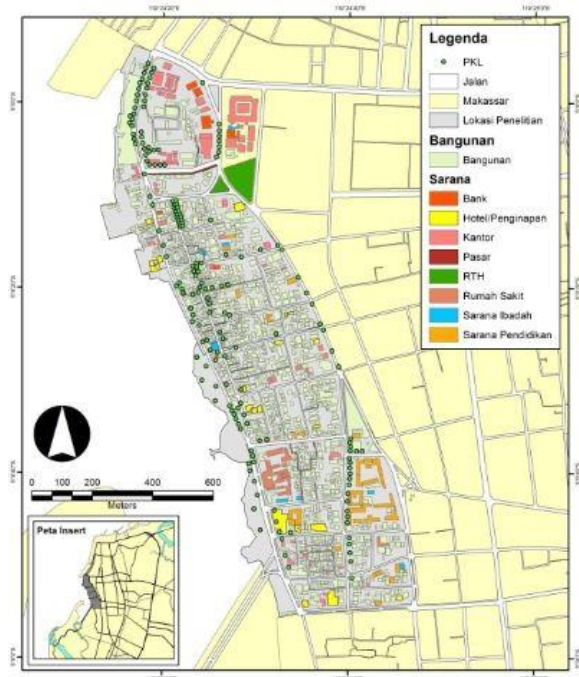 Legenda
PKL
Jalan
Makassar
Lokasi Penelitian
Bangunan
Bangunan
Sarana
Bank
Hotel/Penginapan
Kantor
Pasar
RTH
Rumah Sakit
Sarana Ibadah
Sarana Pendidikan
0 100 200 400 600
Meters
Peta Insert